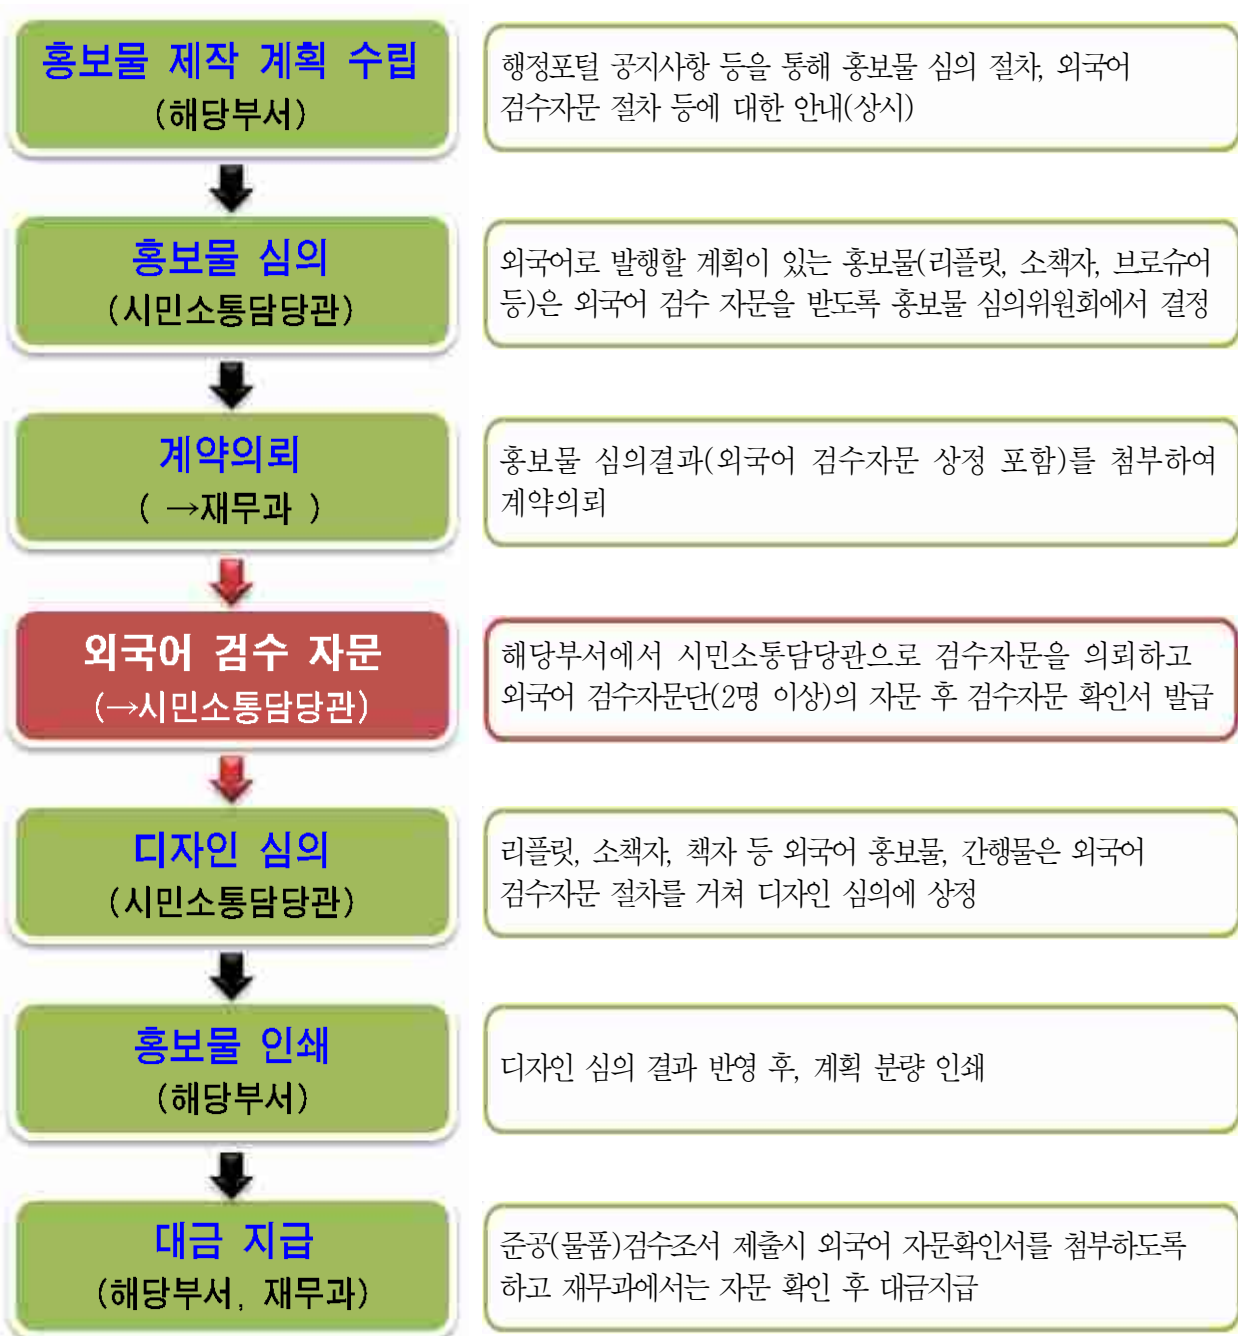 홍보물 제작 계획 수립
(해당부서)
행정포털 공지사항 등을 통해 홍보물 심의 절차, 외국어
검수자문 절차 등에 대한 안내(상시)
홍보물 심의
(시민소통담당관)
외국어로 발행할 계획이 있는 홍보물(리플릿, 소책자, 브로슈어
등)은 외국어 검수 자문을 받도록 홍보물 심의위원회에서 결정
계약의뢰
( →재무과 )
홍보물 심의결과(외국어 검수자문 상정 포함)를 첨부하여
계약의뢰
외국어 검수 자문
(→시민소통담당관)
해당부서에서 시민소통담당관으로 검수자문을 의뢰하고
외국어 검수자문단(2명 이상)의 자문 후 검수자문 확인서 발급
디자인 심의
(시민소통담당관)
리플릿, 소책자, 책자 등 외국어 홍보물, 간행물은 외국어
검수자문 절차를 거쳐 디자인 심의에 상정
홍보물 인쇄
(해당부서)
디자인 심의 결과 반영 후, 계획 분량 인쇄
대금 지급
(해당부서, 재무과)
준공(물품)검수조서 제출시 외국어 자문확인서를 첨부하도록
하고 재무과에서는 자문 확인 후 대금지급